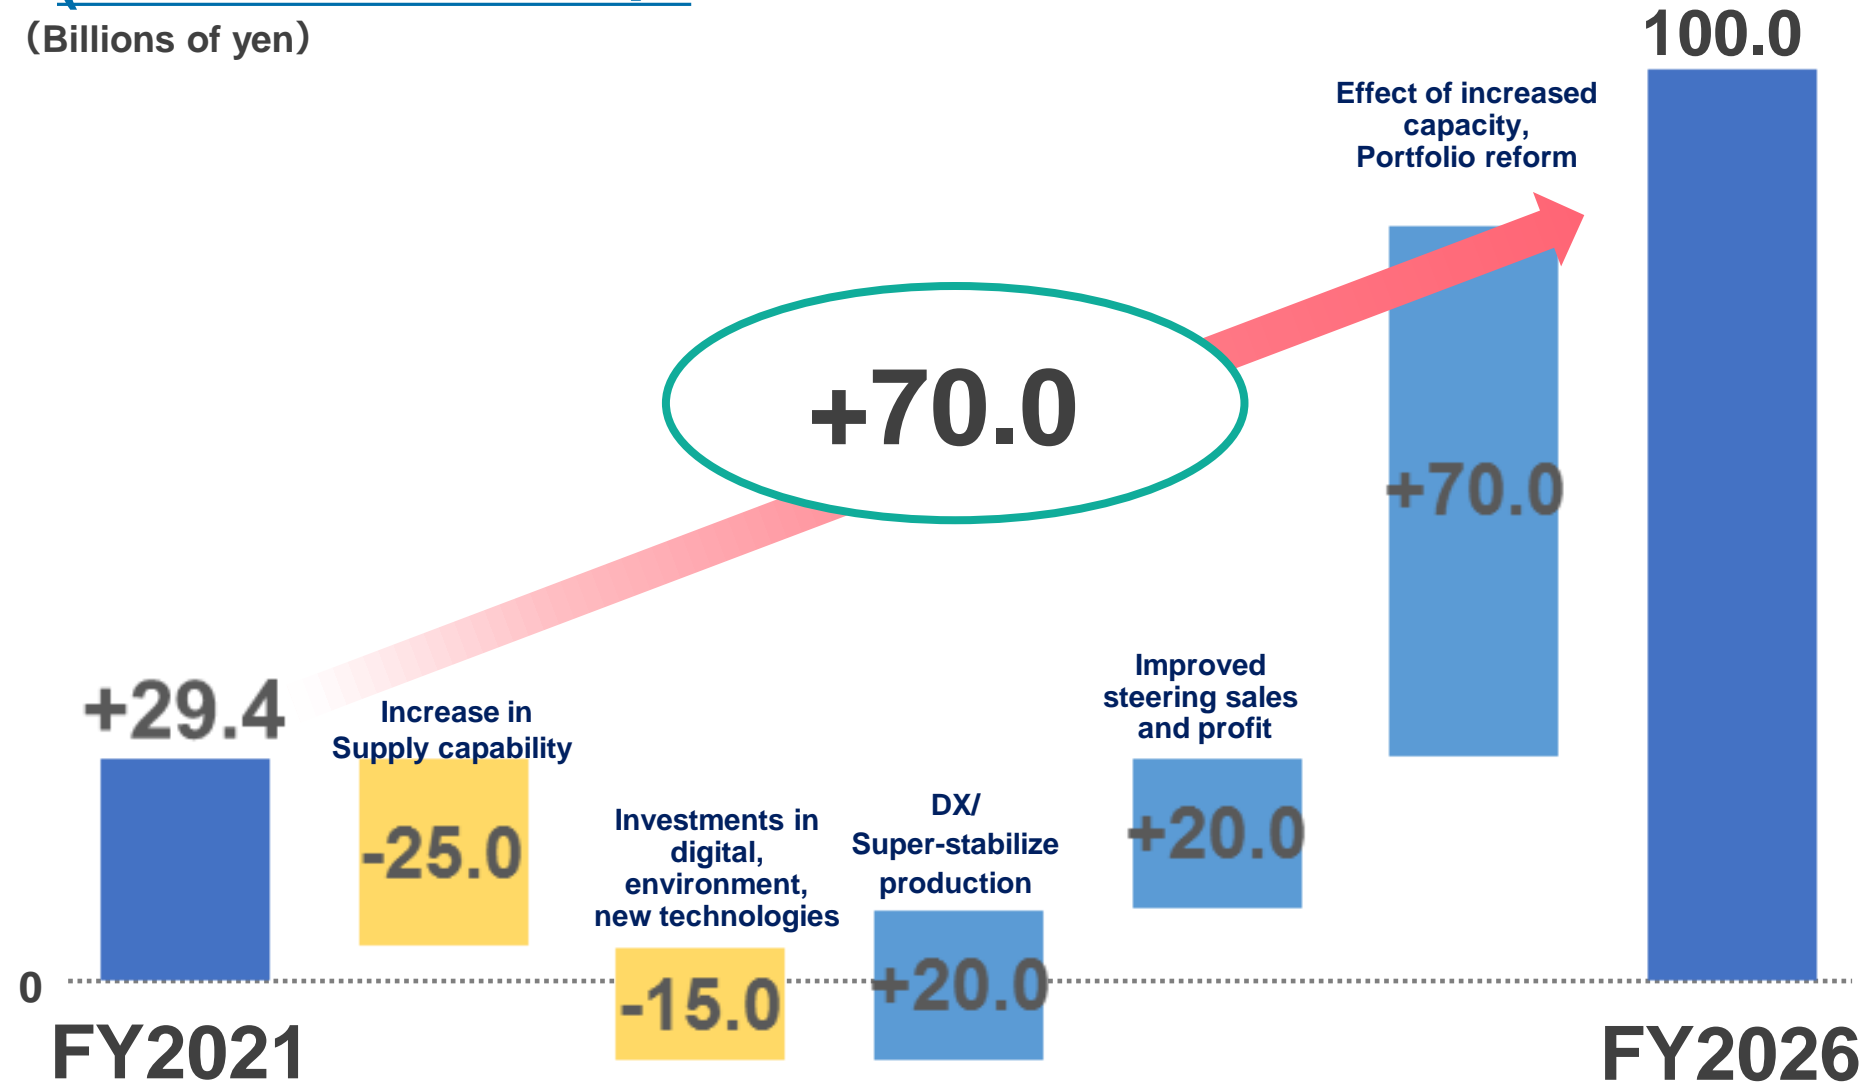 (Billions of yen)
100.0
Effect of increased
capacity,
Portfolio reform
+70.0
+70.0
+29.4
Increase in
Supply capability
-25.0
Investments in
digital,
environment,
new technologies
-15.0
DX/
Super-stabilize
production
+20.0
Improved
steering sales
and profit
+20.0
0
FY2021
FY2026